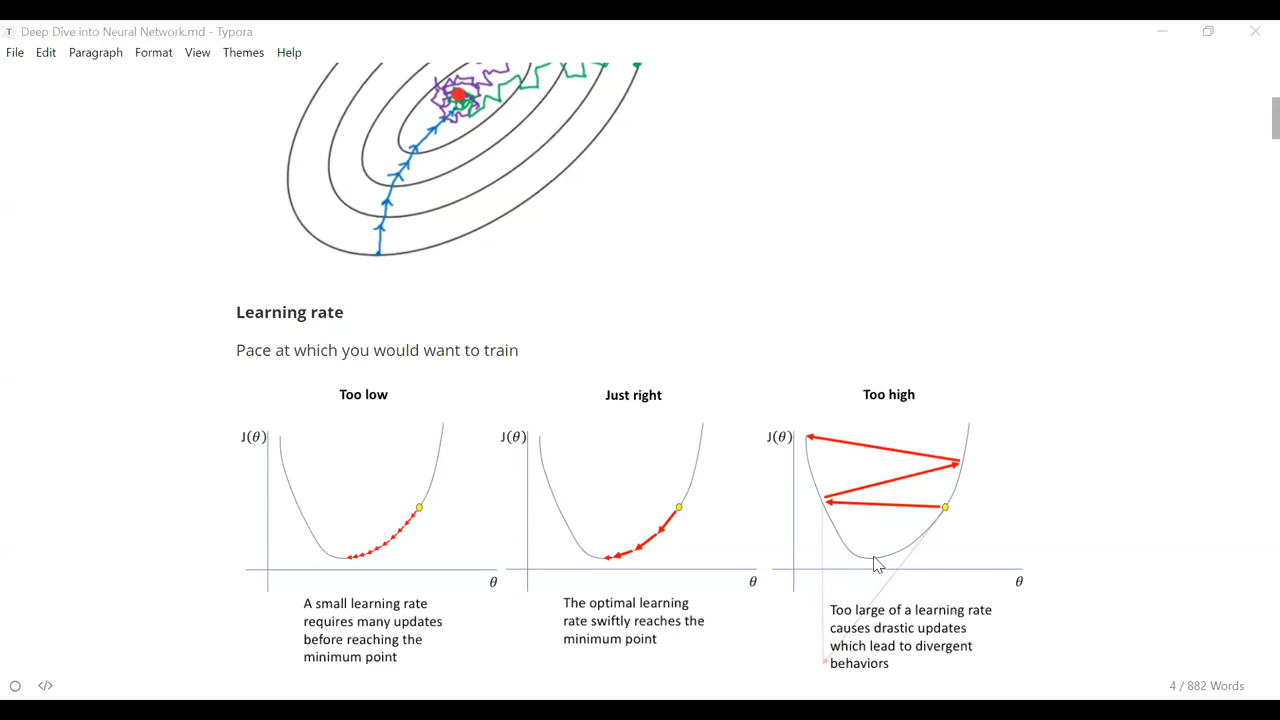 T Deep Dive into Neural Network.md - Typora
File Edit Paragraph Format View Themes Help
Learning rate
Pace at which you would want to train
Too low
Just right
Too high
J(θ)
J(θ)
J(θ)
θ
θ
θ
A small learning rate
requires many updates
before reaching the
minimum point
The optimal learning
rate swiftly reaches the
minimum point
Too large of a learning rate
causes drastic updates
which lead to divergent
behaviors
</> 4 / 882 Words